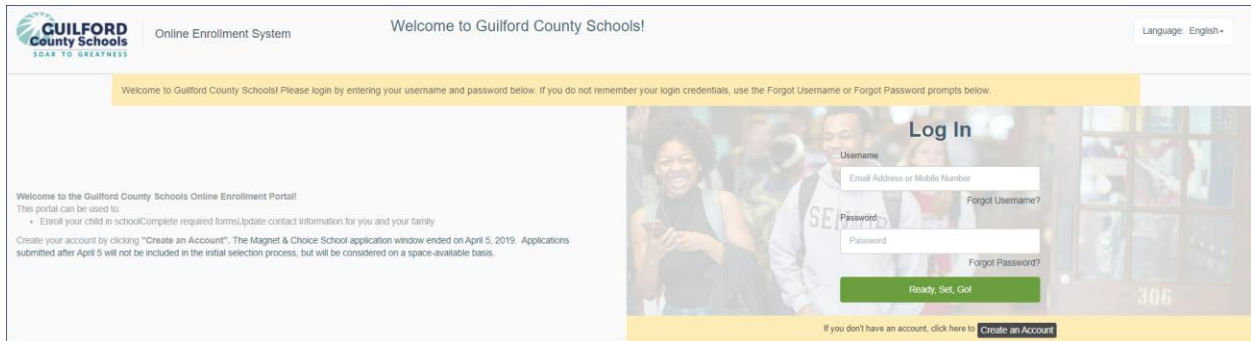 GUILFORD
County Schools
SOAR TO GREATNESS
Online Enrollment System
Welcome to Guilford County Schools!
Language: English
Welcome to Guilford County Schools! Please login by entering your username and password below. If you do not remember your login credentials, use the Forgot Username or Forgot Password prompts below.
Welcome to the Guilford County Schools Online Enrollment Portal!
This portal can be used to:
• Enroll your child in schoolComplete required formsUpdate contact information for you and your family
Create your account by clicking "Create an Account". The Magnet & Choice School application window ended on April 5, 2019. Applications
submitted after April 5 will not be included in the initial selection process, but will be considered on a space-available basis.
Log In
Username
Email Address or Mobile Number
Forgot Username?
Password
Password
Forgot Password?
Ready, Set, Go!
306
If you don't have an account, click here to Create an Account